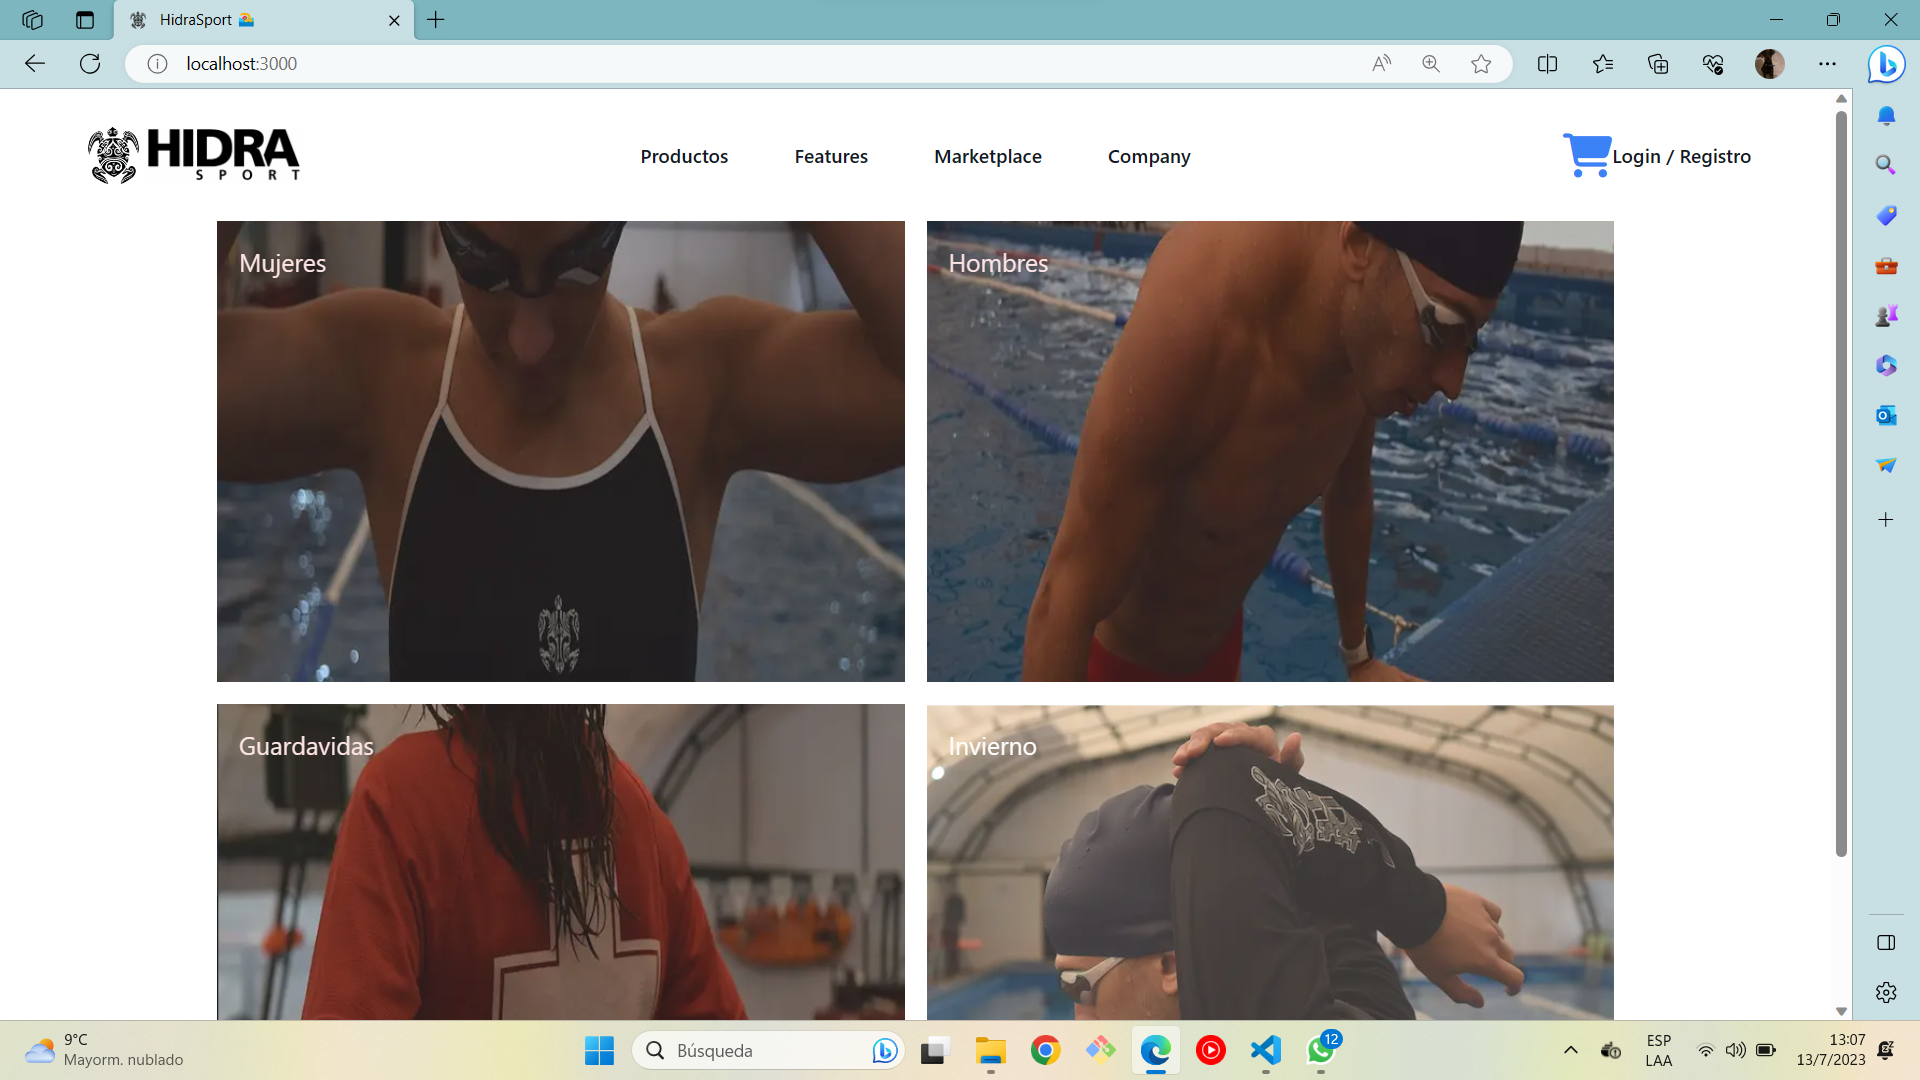 HidraSport
localhost:3000
HIDRA
SPORT
Productos
Features
Marketplace
Company
Login / Registro
Mujeres
Hombres
Guardavidas
Invierno
9°C
Mayorm. nublado
Búsqueda
12
ESP
LAA
13:07
13/7/2023